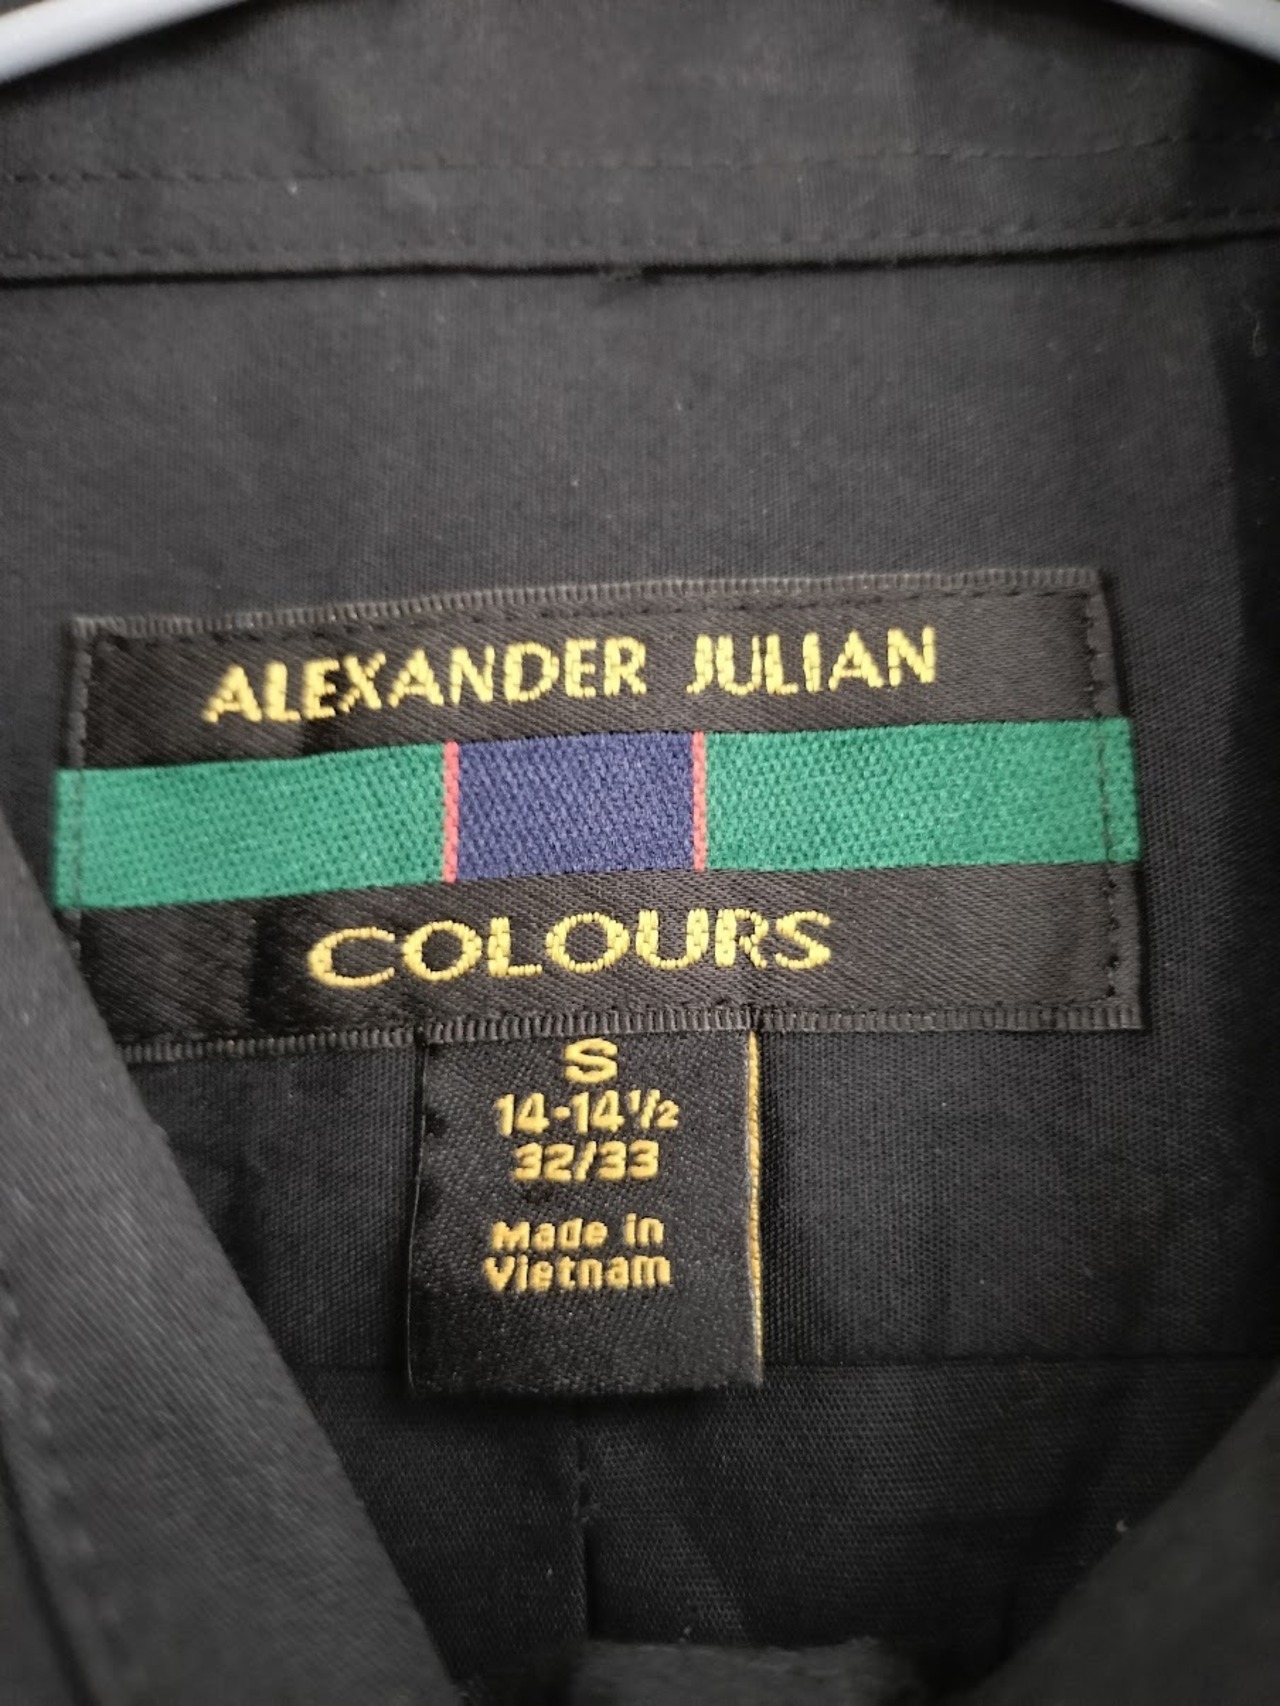 ALEXANDER JULIAN
COLOURS
S
14-14½
32/33
Made in
Vietnam